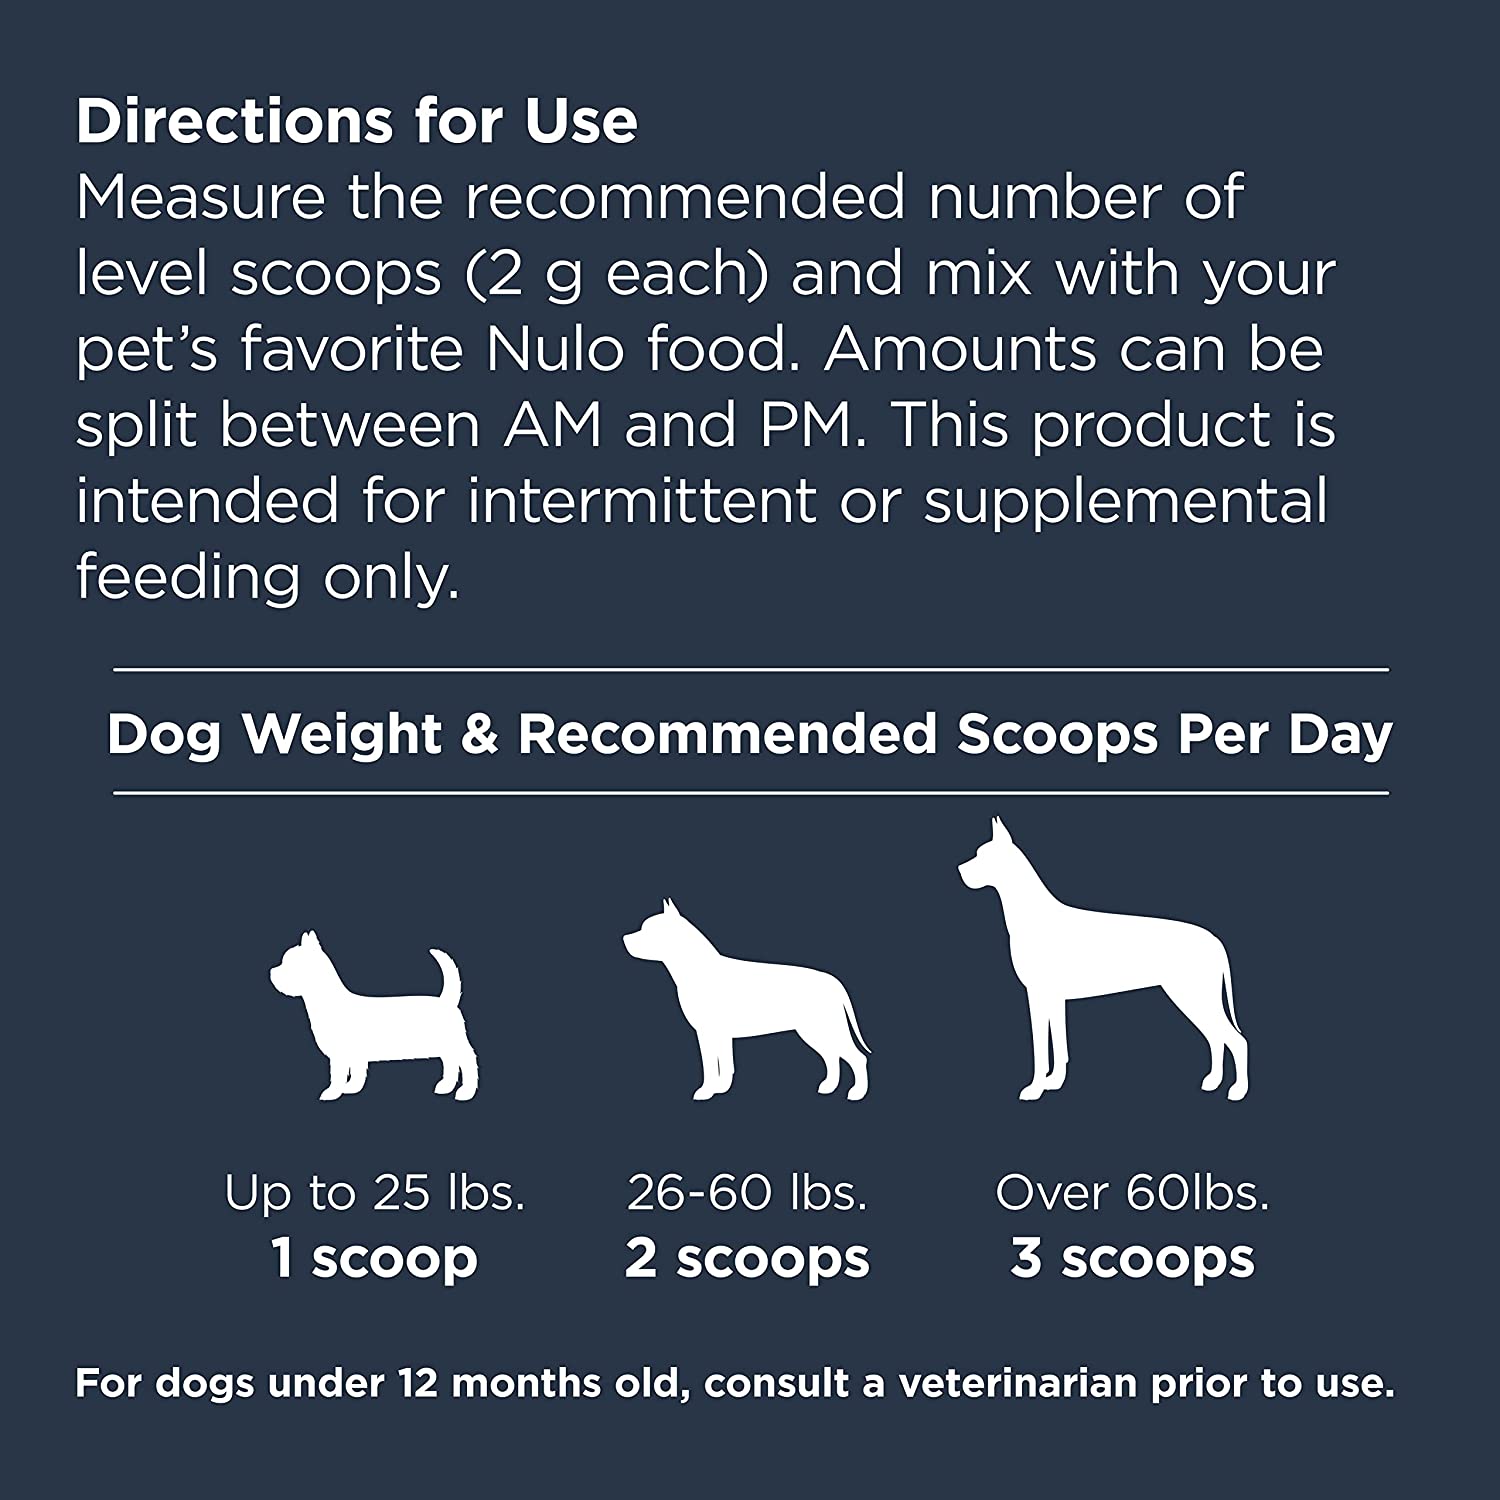 Directions for Use
Measure the recommended number of
level scoops (2 g each) and mix with your
pet’s favorite Nulo food. Amounts can be
split between AM and PM. This product is
intended for intermittent or supplemental
feeding only.
Dog Weight & Recommended Scoops Per Day
Up to 25 lbs.
1 scoop
26-60 lbs.
2 scoops
Over 60lbs.
3 scoops
For dogs under 12 months old, consult a veterinarian prior to use.